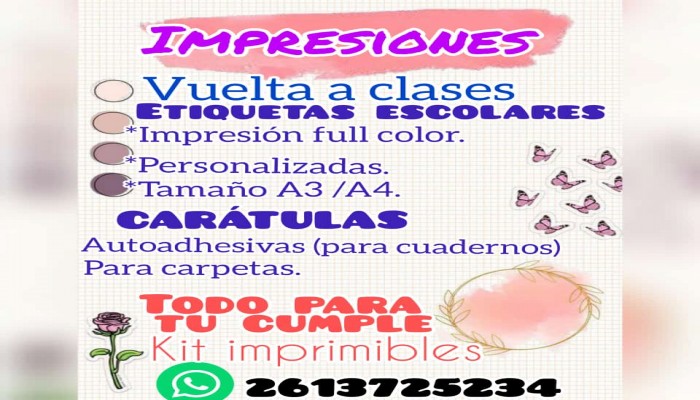 IMPRESIONES
Vuelta a clases
ETIQUETAS ESCOLARES
*Impresión full color.
*Personalizadas.
*Tamaño A3 /A4.
CARÁTULAS
Autoadhesivas (para cuadernos)
Para carpetas.
TODO PARA
TU CUMPLE
Kit imprimibles
2613725234